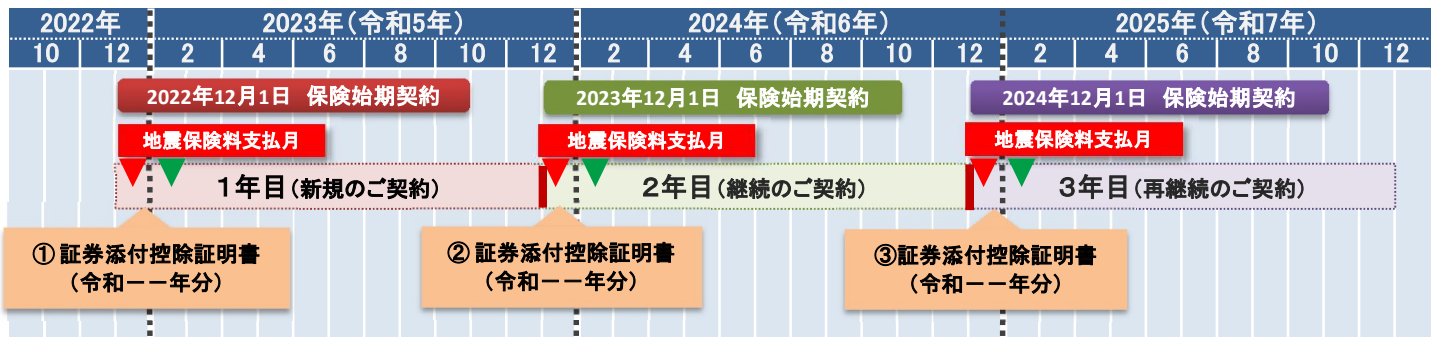 2022年 2023年(令和5年) 2024年(令和6年) 2025年(令和7年)
10 12 2 4 6 8 10 12 2 4 6 8 10 12 2 4 6 8 10 12
2022年12月1日 保険始期契約
2023年12月1日 保険始期契約
2024年12月1日 保険始期契約
地震保険料支払月
地震保険料支払月
地震保険料支払月
1年目(新規のご契約)
2年目(継続のご契約)
3年目(再継続のご契約)
①証券添付控除証明書
(令和ーー年分)
②証券添付控除証明書
(令和ーー年分)
③証券添付控除証明書
(令和ーー年分)